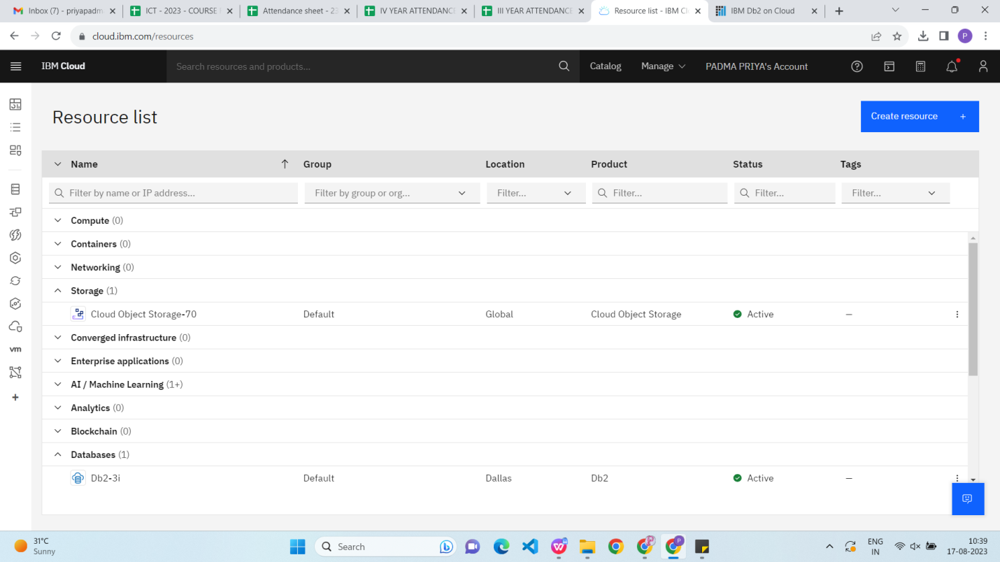 Inbox (7) - priyapadm
ICT - 2023 - COURSE
Attendance sheet - 23
IV YEAR ATTENDANCE
III YEAR ATTENDANCE
Resource list - IBM Cl
IBM Db2 on Cloud
cloud.ibm.com/resources
P
IBM Cloud
Search resources and products...
Catalog
Manage
PADMA PRIYA's Account
Resource list
Create resource +
Name
Group
Location
Product
Status
Tags
Filter by name or IP address...
Filter by group or org...
Filter...
Filter...
Filter...
Filter...
Compute (0)
Containers (0)
Networking (0)
Storage (1)
Cloud Object Storage-70 Default Global Cloud Object Storage Active —
Converged infrastructure (0)
Enterprise applications (0)
vm
AI / Machine Learning (1+)
Analytics (0)
Blockchain (0)
Databases (1)
Db2-3i Default Dallas Db2 Active —
31°C
Sunny
Search
ENG
IN
10:39
17-08-2023